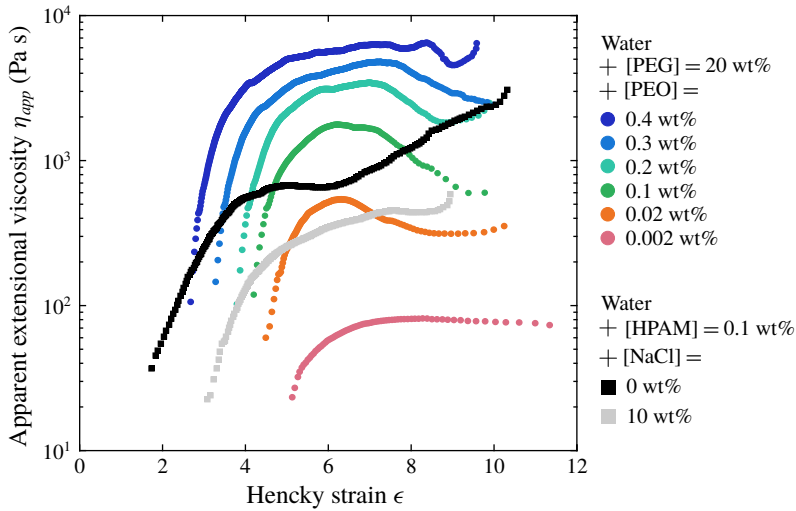 Apparent extensional viscosity η_app (Pa s)
10^4
10^3
10^2
10^1
0 2 4 6 8 10 12
Hencky strain ϵ
Water
+ [PEG] = 20 wt%
+ [PEO] =
0.4 wt%
0.3 wt%
0.2 wt%
0.1 wt%
0.02 wt%
0.002 wt%
Water
+ [HPAM] = 0.1 wt%
+ [NaCl] =
0 wt%
10 wt%